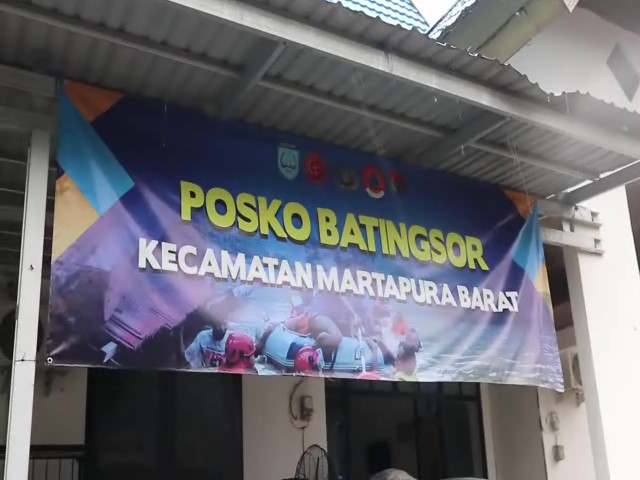 POSKO BATINGSOR
KECAMATAN MARTAPURA BARAT